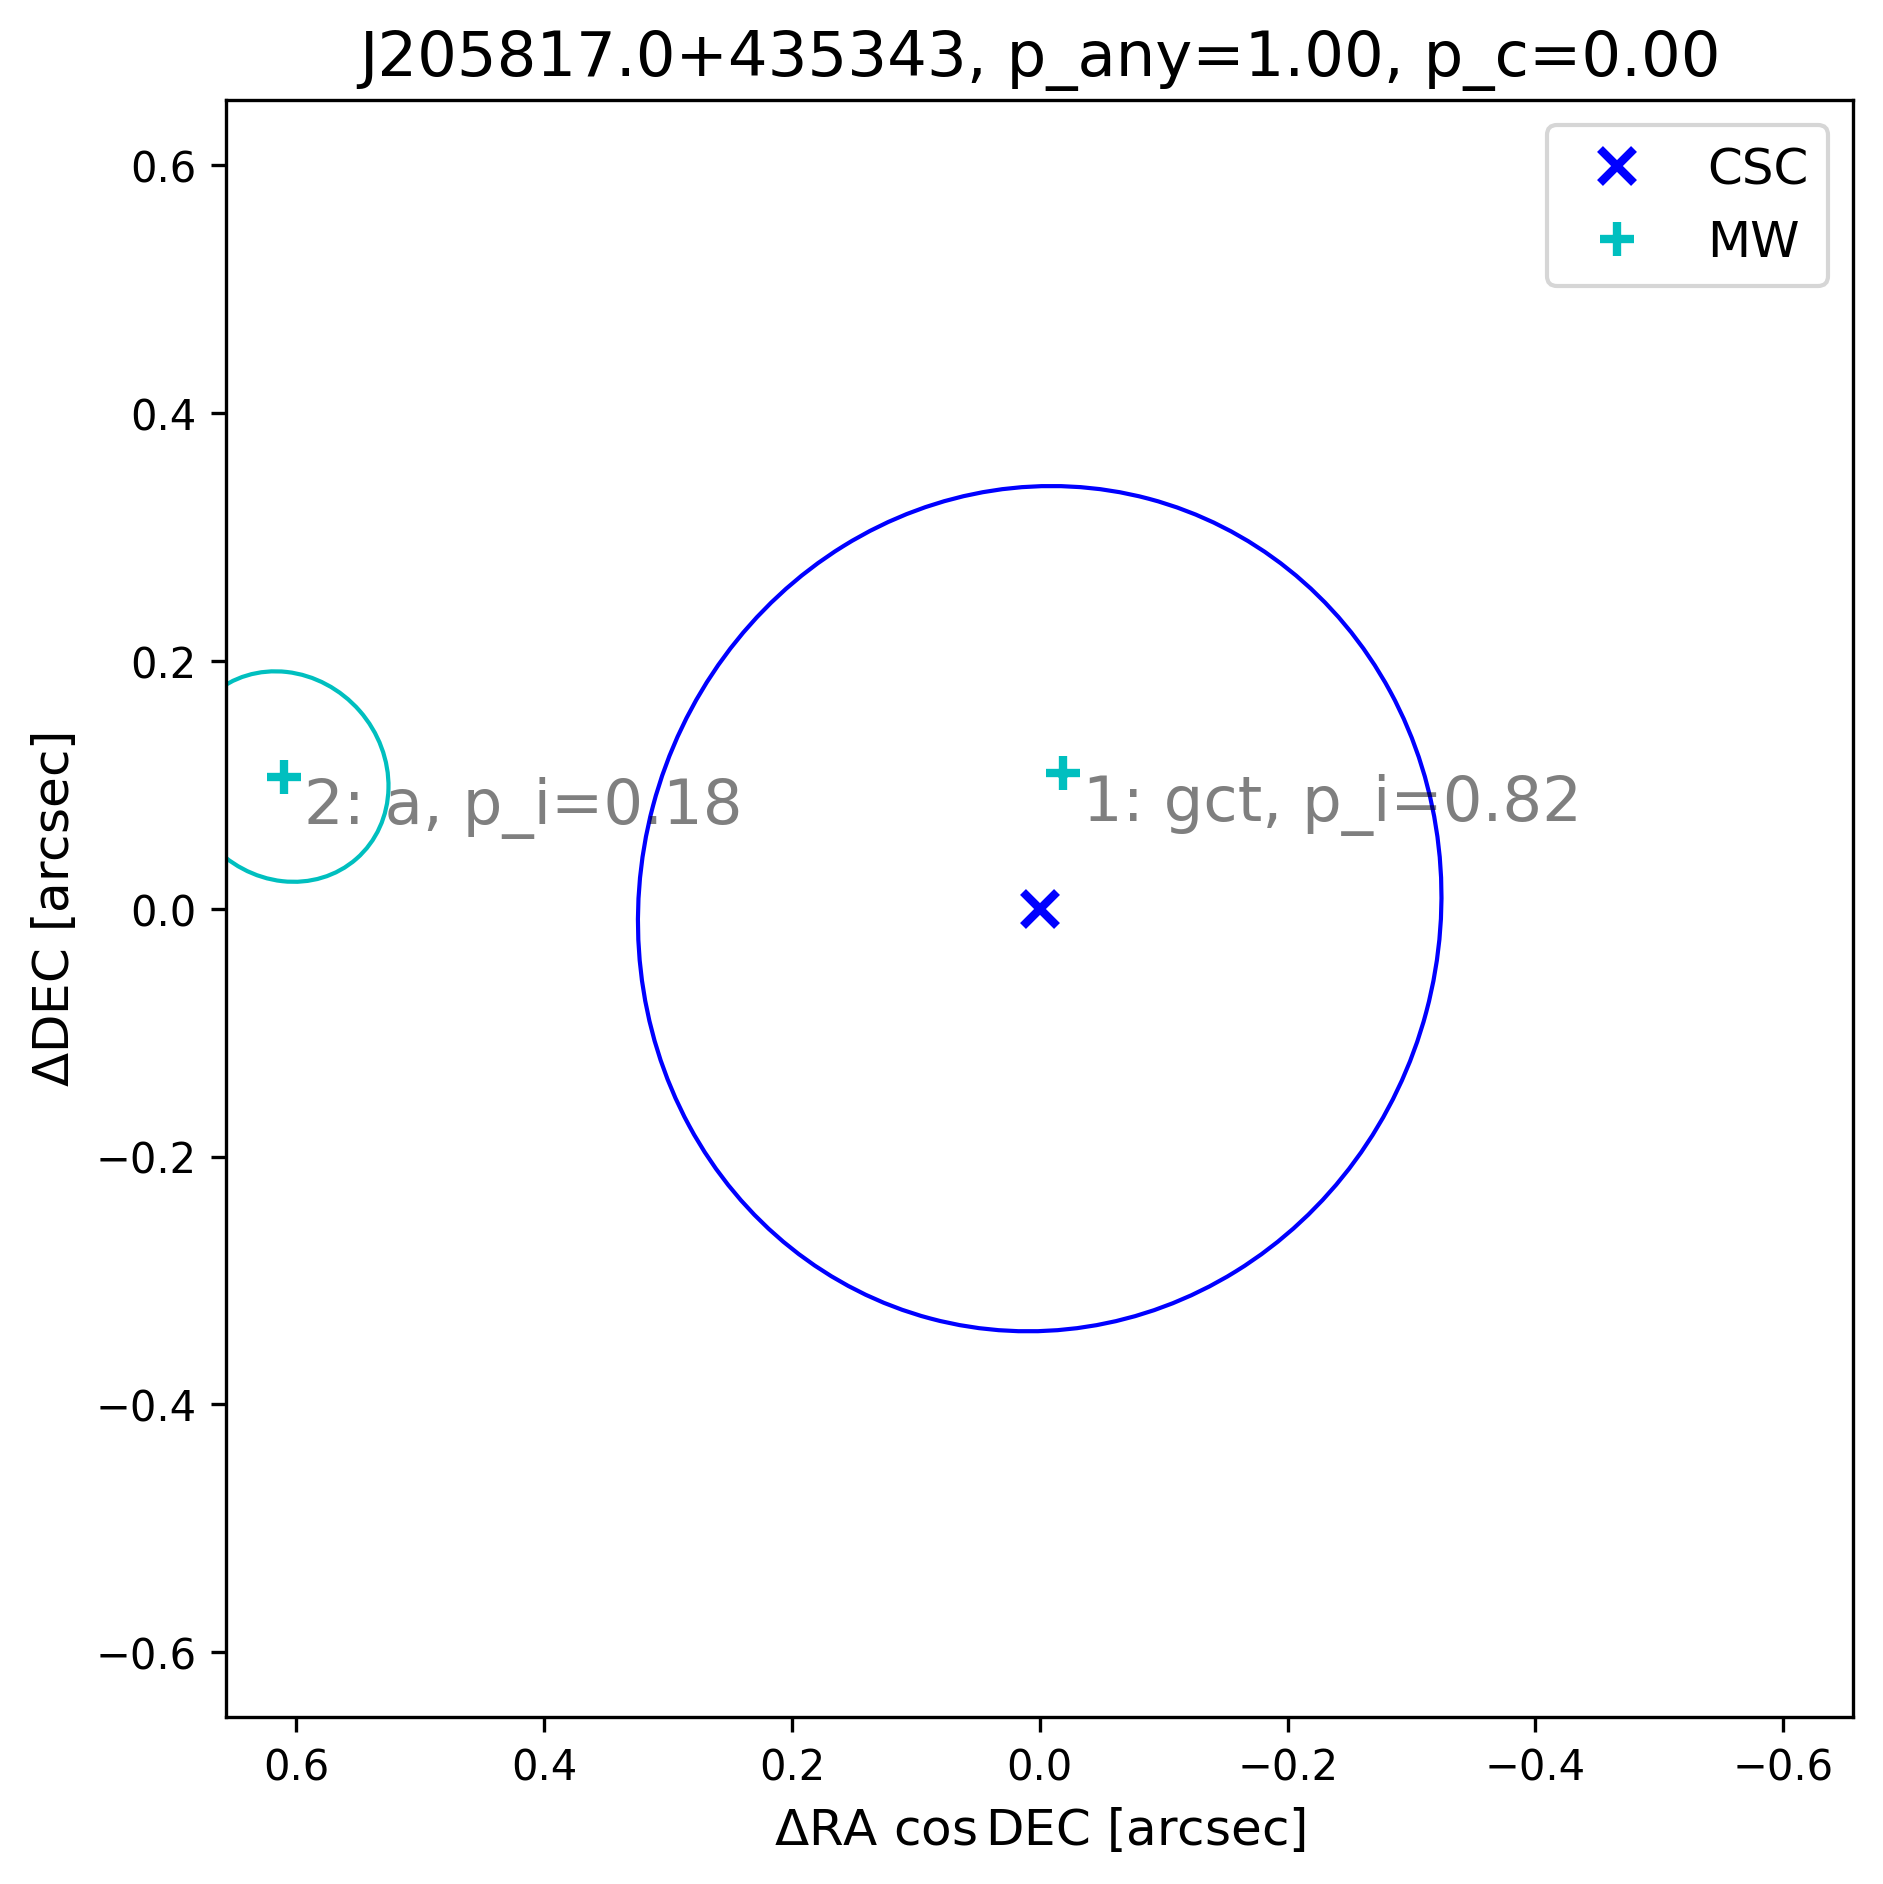 J205817.0+435343, p_any=1.00, p_c=0.00
CSC
MW
0.6
0.4
0.2
0.0
−0.2
−0.4
−0.6
ΔDEC [arcsec]
2: a, p_i=0.18
1: gct, p_i=0.82
0.6 0.4 0.2 0.0 −0.2 −0.4 −0.6
ΔRA cos DEC [arcsec]